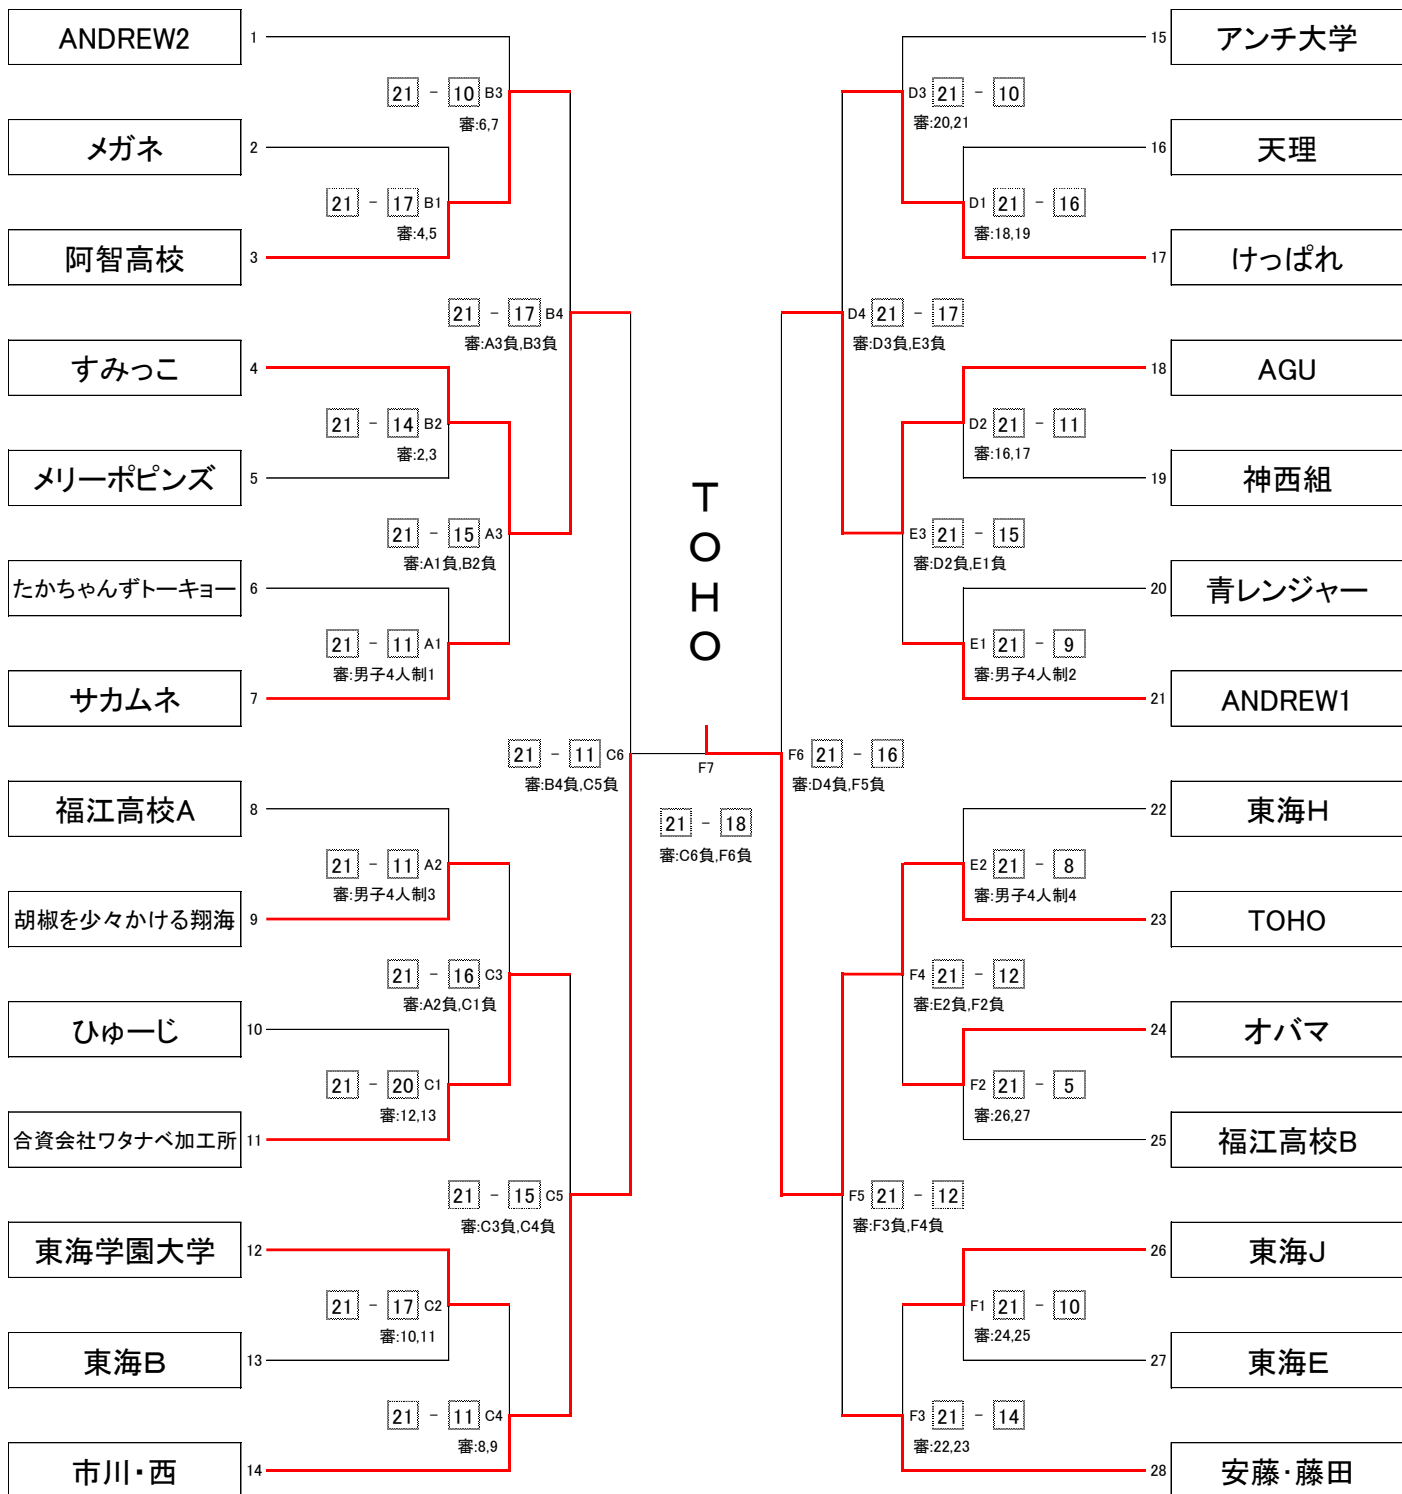 ANDREW2 1
21 - 10 B3
審:6,7
メガネ 2
21 - 17 B1
審:4,5
阿智高校 3
21 - 17 B4
審:A3負,B3負
すみっこ 4
21 - 14 B2
審:2,3
メリーポピンズ 5
21 - 15 A3
審:A1負,B2負
たかちゃんずトーキョー 6
21 - 11 A1
審:男子4人制1
サカムネ 7
21 - 11 C6
審:B4負,C5負
福江高校A 8
21 - 11 A2
審:男子4人制3
胡椒を少々かける翔海 9
21 - 16 C3
審:A2負,C1負
ひゅーじ 10
21 - 20 C1
審:12,13
合資会社ワタナベ加工所 11
21 - 15 C5
審:C3負,C4負
東海学園大学 12
21 - 17 C2
審:10,11
東海B 13
21 - 11 C4
審:8,9
市川・西 14
T
O
H
O
F7
21 - 18
審:C6負,F6負
15 アンチ大学
D3 21 - 10
審:20,21
16 天理
D1 21 - 16
審:18,19
17 けっぱれ
D4 21 - 17
審:D3負,E3負
18 AGU
D2 21 - 11
審:16,17
19 神西組
E3 21 - 15
審:D2負,E1負
20 青レンジャー
E1 21 - 9
審:男子4人制2
21 ANDREW1
F6 21 - 16
審:D4負,F5負
22 東海H
E2 21 - 8
審:男子4人制4
23 TOHO
F4 21 - 12
審:E2負,F2負
24 オバマ
F2 21 - 5
審:26,27
25 福江高校B
F5 21 - 12
審:F3負,F4負
26 東海J
F1 21 - 10
審:24,25
27 東海E
F3 21 - 14
審:22,23
28 安藤・藤田